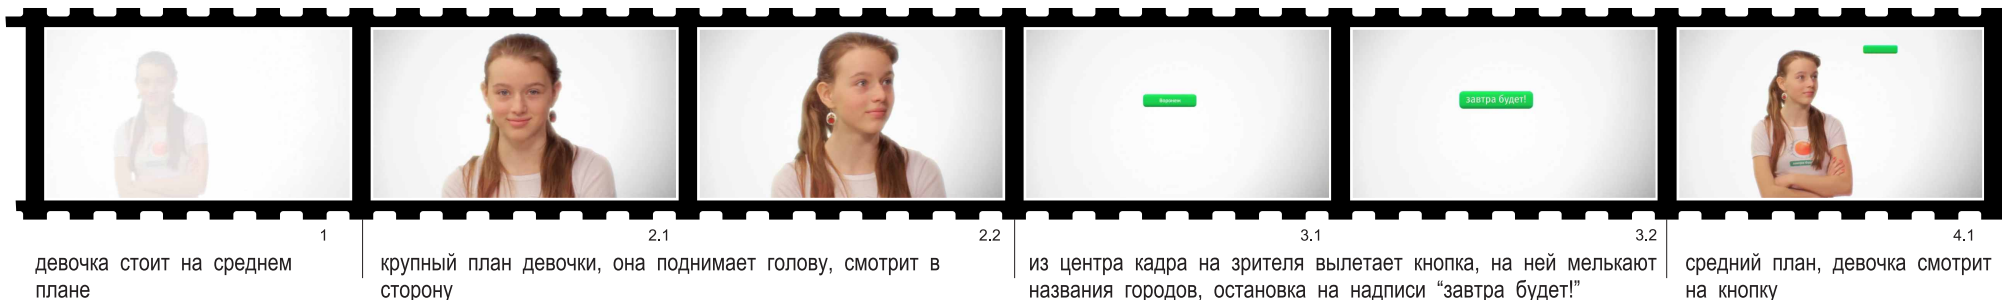 завтра будет!
1
2.1
2.2
3.1
3.2
4.1
девочка стоит на среднем
плане
крупный план девочки, она поднимает голову, смотрит в
сторону
из центра кадра на зрителя вылетает кнопка, на ней мелькают
названия городов, остановка на надписи “завтра будет!”
средний план, девочка смотрит
на кнопку